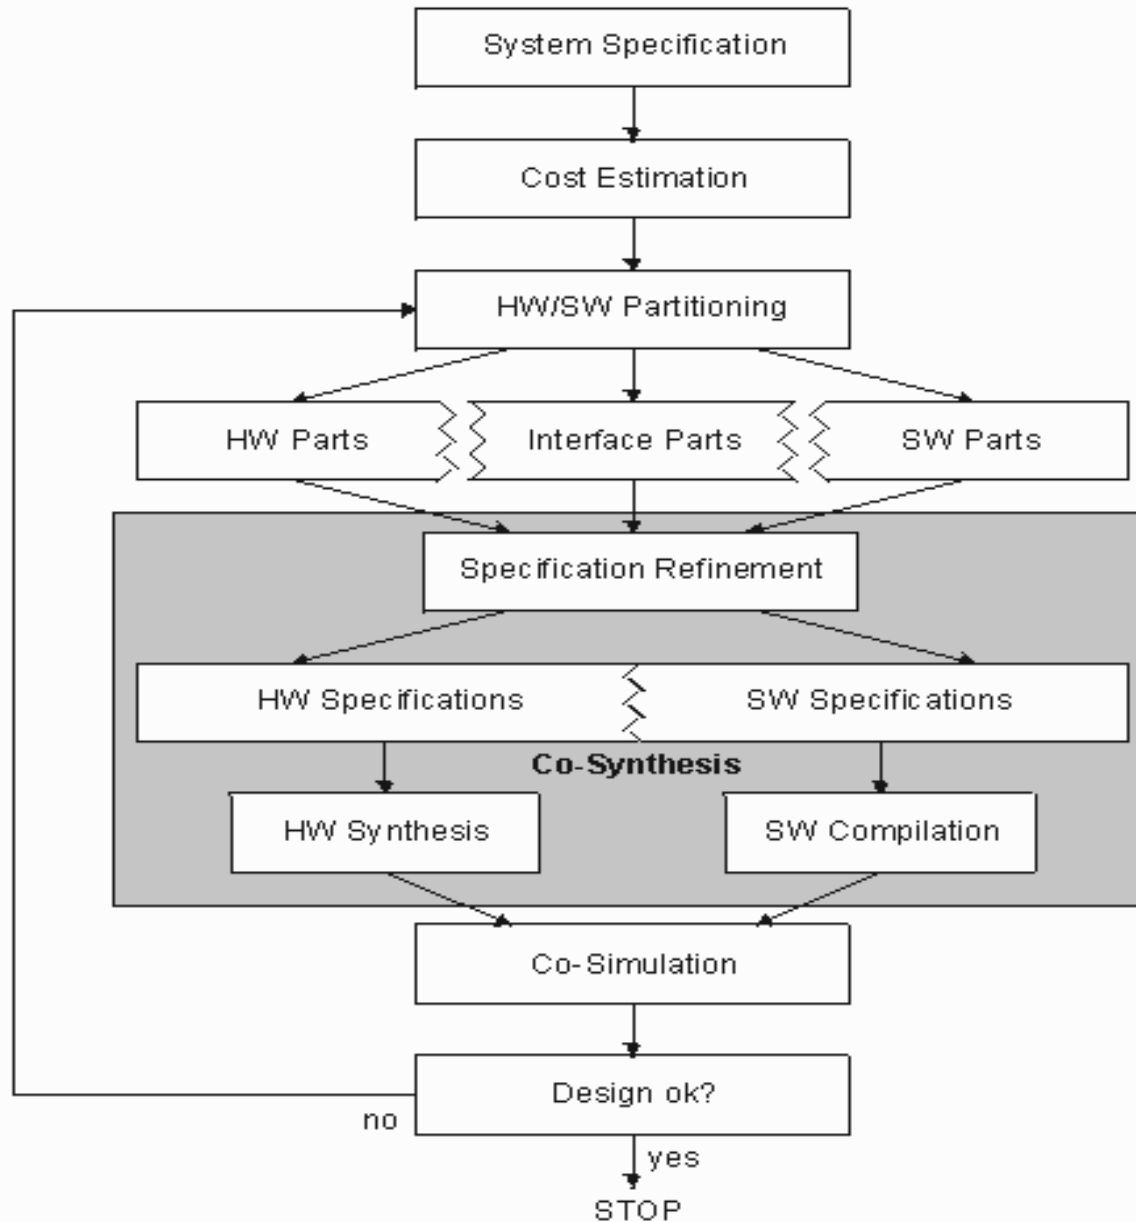 System Specification
Cost Estimation
HW/SW Partitioning
HW Parts
Interface Parts
SW Parts
Specification Refinement
HW Specifications
SW Specifications
Co-Synthesis
HW Synthesis
SW Compilation
Co-Simulation
Design ok?
no
yes
STOP